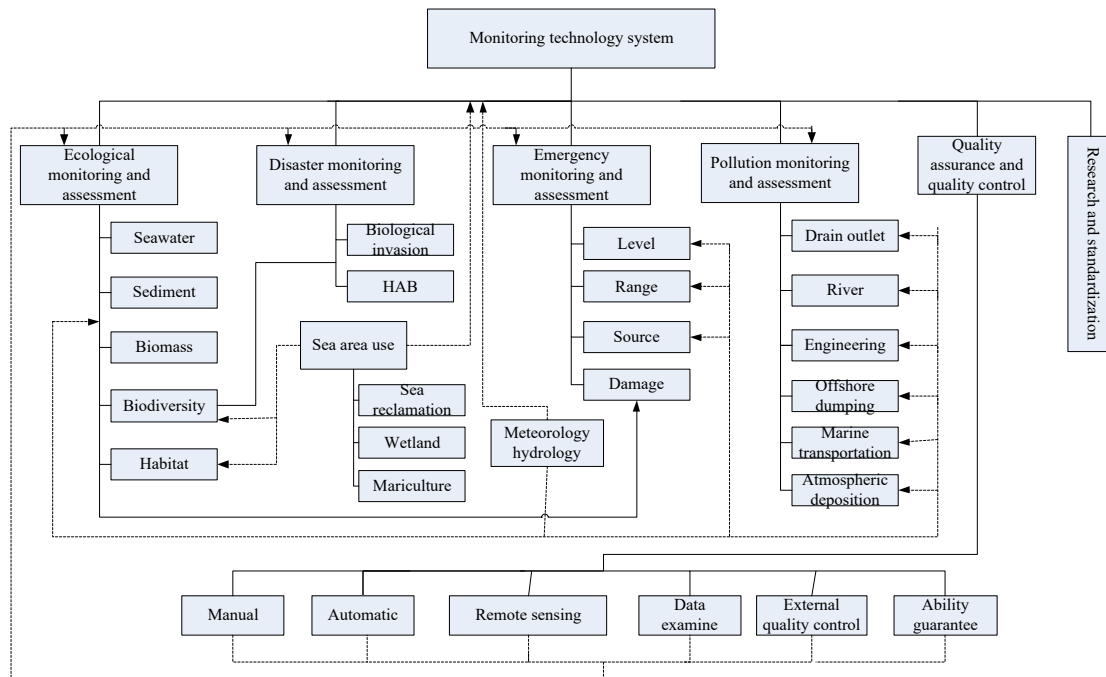 Monitoring technology system
Ecological
monitoring and
assessment
Disaster monitoring
and assessment
Emergency
monitoring and
assessment
Pollution monitoring
and assessment
Quality
assurance and
quality control
Research and standardization
Seawater
Sediment
Biomass
Biodiversity
Habitat
Biological
invasion
HAB
Sea area use
Sea
reclamation
Wetland
Mariculture
Meteorology
hydrology
Level
Range
Source
Damage
Drain outlet
River
Engineering
Offshore
dumping
Marine
transportation
Atmospheric
deposition
Manual
Automatic
Remote sensing
Data
examine
External
quality control
Ability
guarantee